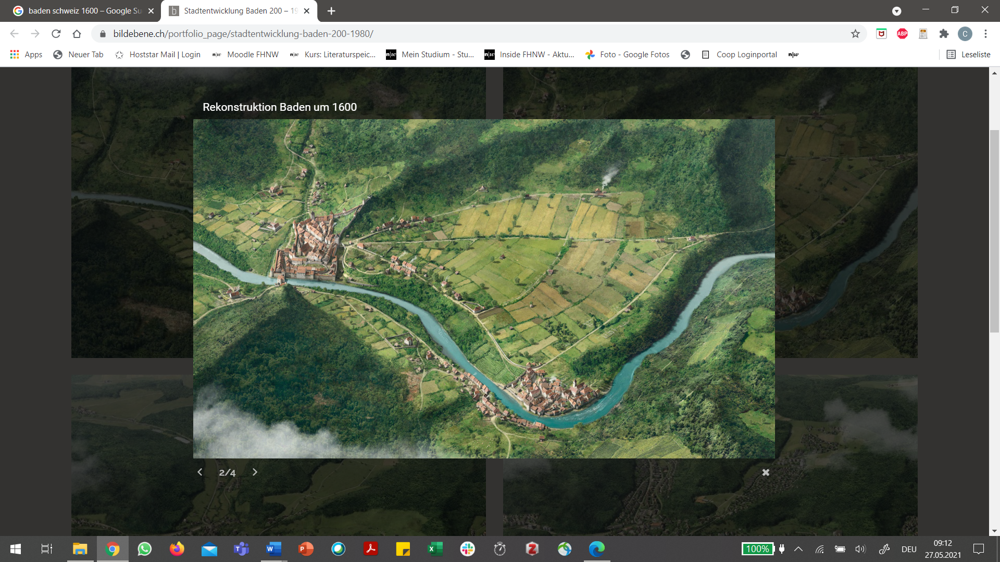 baden schweiz 1600 – Google Su
Stadtentwicklung Baden 200 – 19
bildebene.ch/portfolio_page/stadtentwicklung-baden-200-1980/
ABP
C
Apps
Neuer Tab
Hoststar Mail | Login
n|w
Moodle FHNW
n|w
Kurs: Literaturspeic...
n|w
Mein Studium - Stu...
n|w
Inside FHNW - Aktu...
Foto - Google Fotos
Coop Loginportal
n|w
Leseliste
Rekonstruktion Baden um 1600
2/4
100%
DEU
09:12
27.05.2021